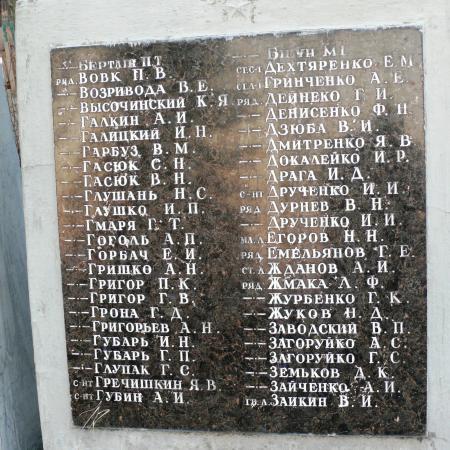 — БЕРТАЙ П.Т
РЯД. ВОВК П. В.
— ВОЗРИВОДА В. Е.
— ВЫСОЧИНСКИЙ К. Я
— ГАЛКИН А. И.
— ГАЛИЦКИЙ И. Н.
— ГАРБУЗ В. М.
— ГАСЮК С. Н.
— ГАСЮК В. Н.
— ГЛУШАНЬ Н. С.
— ГЛУШКО И. П.
— ГМАРЯ Г. Т.
— ГОГОЛЬ А. П.
— ГОРБАЧ Е. И.
— ГРИШКО А. Н.
— ГРИГОР П. К.
— ГРИГОР Г. В.
— ГРОНА Г. Д.
— ГРИГОРЬЕВ А. Н.
— ГУБАРЬ И. Н.
— ГУБАРЬ Г. П.
— ГЛУПАК Г. С.
С-НТ ГРЕЧИШКИН Я. В
С-НТ ГУБИН А. И.
СТ.С-Т ДЕХТЯРЕНКО Е. М
СТ.Л-Т ГРИНЧЕНКО А. Е.
РЯД. ДЕЙНЕКО Г. И.
— ДЕНИСЕНКО Ф. Н.
— ДЗЮБА В. И.
— ДМИТРЕНКО Я. В
— ДОКАЛЕЙКО И. Р.
— ДРАГА И. Д.
С-НТ ДРУЧЕНКО И. И.
РЯД. ДУРНЕВ В. Н.
— ДРУЧЕНКО И. И.
МЛ.Л. ЕГОРОВ Н. Н.
РЯД. ЕМЕЛЬЯНОВ Г. Е.
СТ.Л. ЖДАНОВ А. И.
РЯД. ЖМАКА Л. Ф.
— ЖУРБЕНКО Г. К.
— ЖУКОВ Н. Д.
— ЗАВОДСКИЙ В. П.
— ЗАГОРУЙКО А. С.
— ЗАГОРУЙКО Г. С.
— ЗЕМЬКОВ Д. К.
— ЗАЙЧЕНКО А. И.
ГВ.Л. ЗАИКИН В. И.